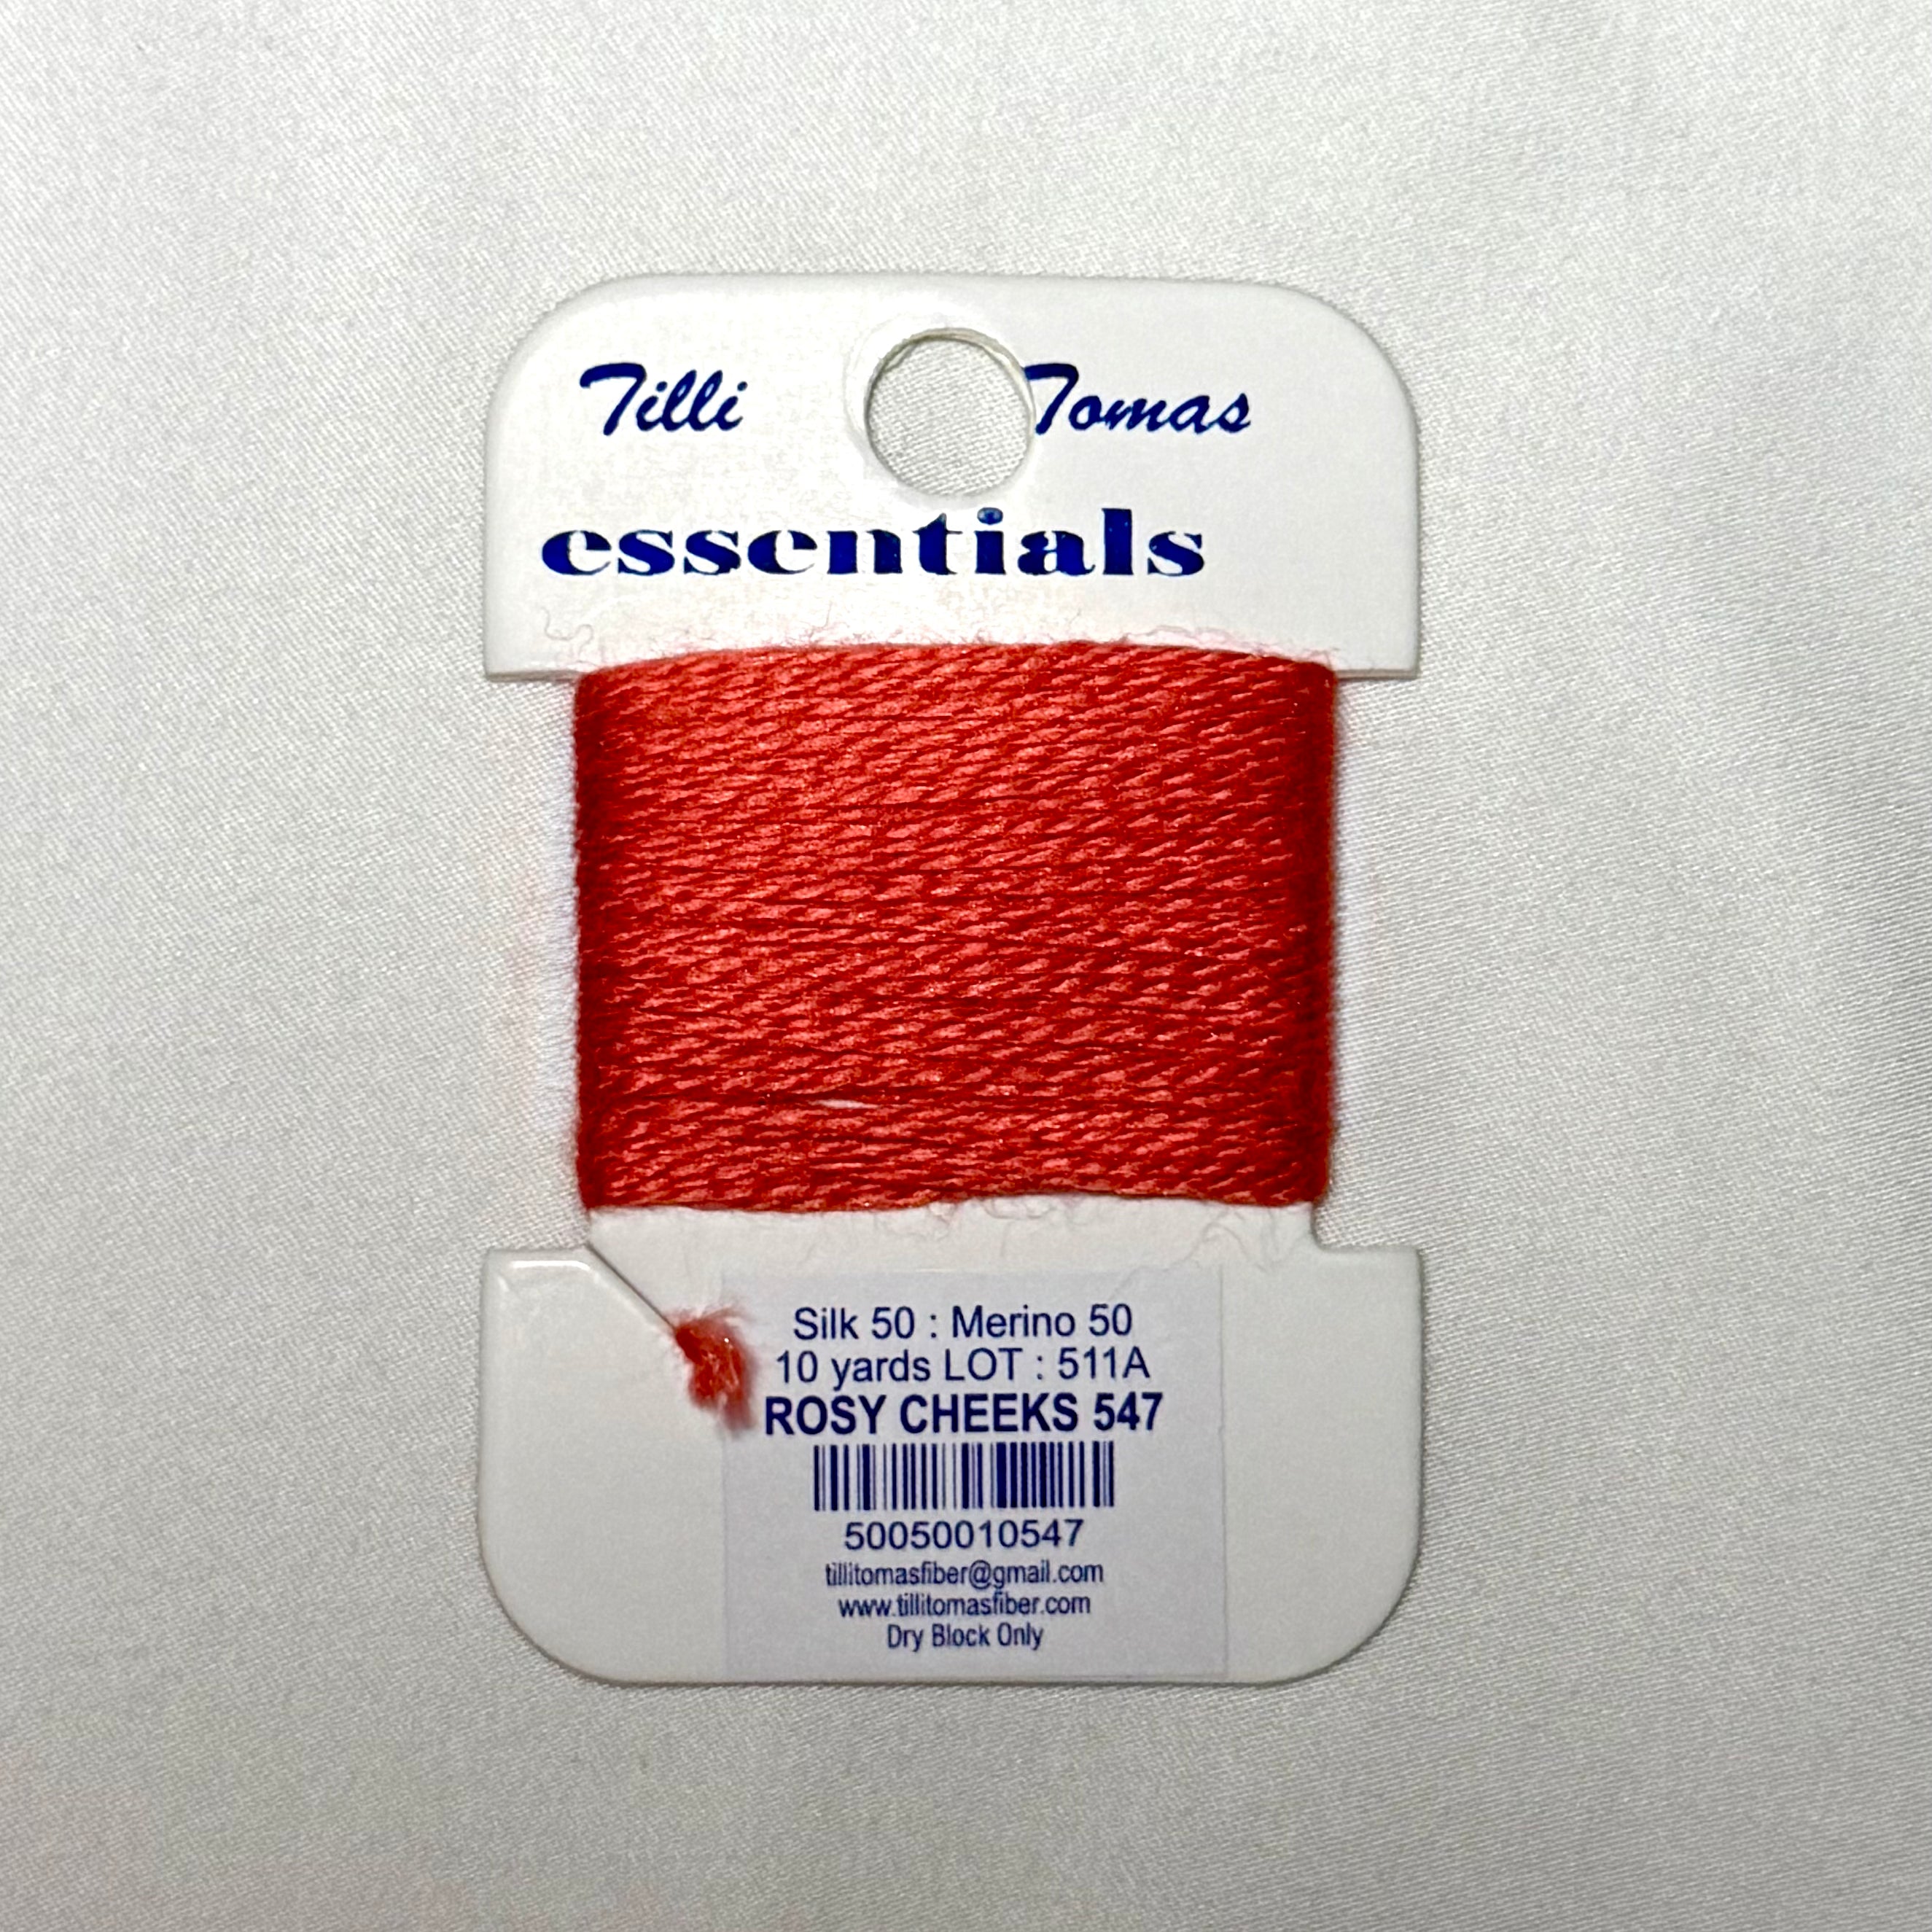 Tilli Tomas
essentials
Silk 50 : Merino 50
10 yards LOT : 511A
ROSY CHEEKS 547
50050010547
tillitomasfiber@gmail.com
www.tillitomasfiber.com
Dry Block Only